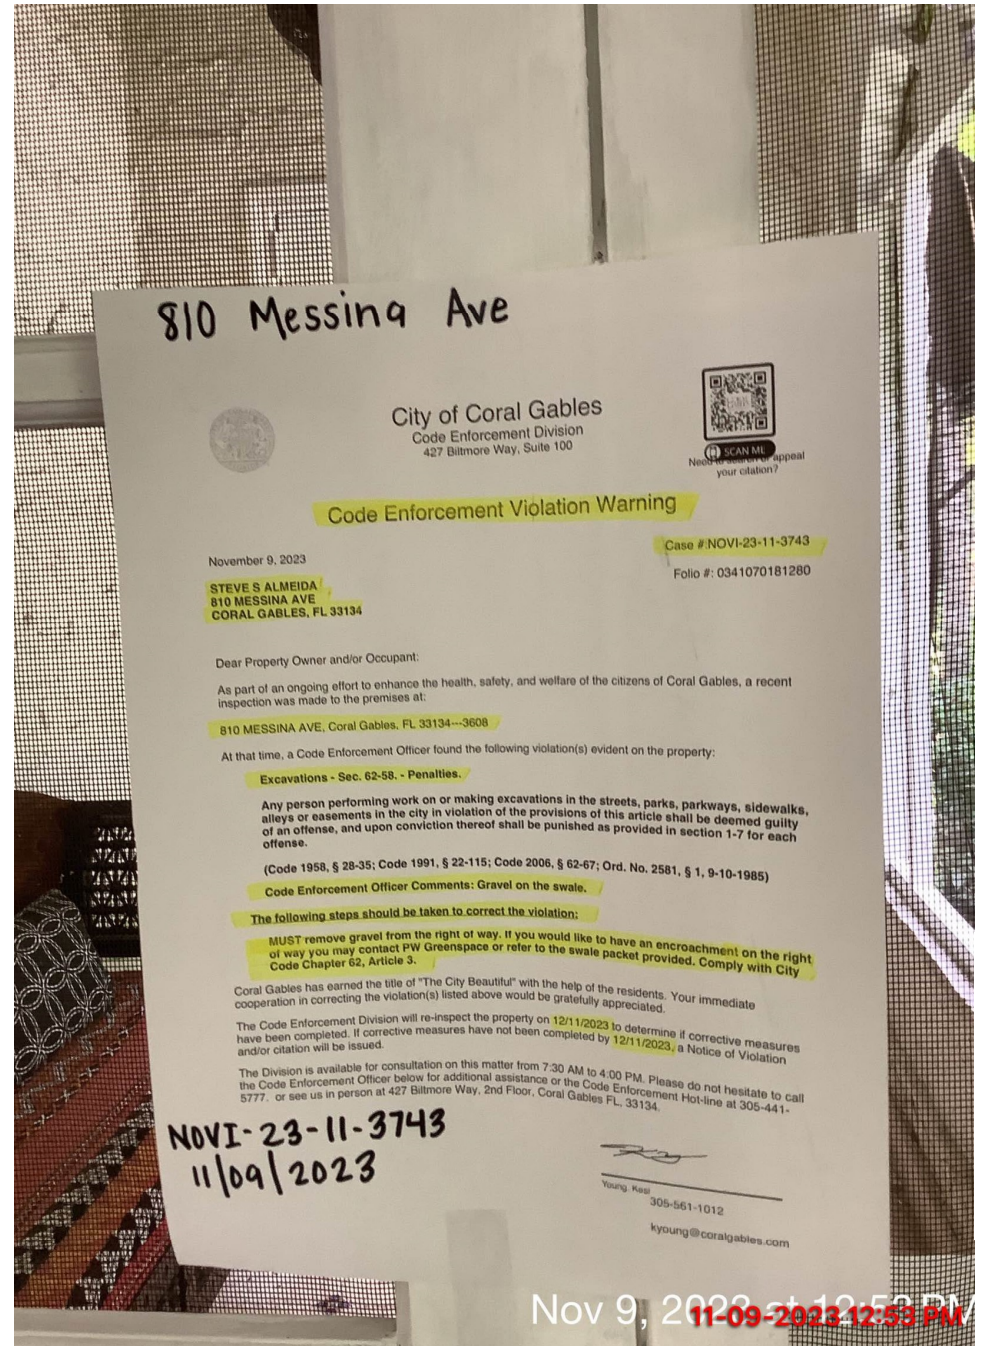 810 Messina Ave
City of Coral Gables
Code Enforcement Division
427 Biltmore Way, Suite 100
SCAN ME
Need to search or appeal
your citation?
Code Enforcement Violation Warning
Case #:NOVI-23-11-3743
November 9, 2023
Folio #: 0341070181280
STEVE S ALMEIDA
810 MESSINA AVE
CORAL GABLES, FL 33134
Dear Property Owner and/or Occupant:
As part of an ongoing effort to enhance the health, safety, and welfare of the citizens of Coral Gables, a recent
inspection was made to the premises at:
810 MESSINA AVE, Coral Gables, FL 33134---3608
At that time, a Code Enforcement Officer found the following violation(s) evident on the property:
Excavations - Sec. 62-58. - Penalties.
Any person performing work on or making excavations in the streets, parks, parkways, sidewalks,
alleys or easements in the city in violation of the provisions of this article shall be deemed guilty
of an offense, and upon conviction thereof shall be punished as provided in section 1-7 for each
offense.
(Code 1958, § 28-35; Code 1991, § 22-115; Code 2006, § 62-67; Ord. No. 2581, § 1, 9-10-1985)
Code Enforcement Officer Comments: Gravel on the swale.
The following steps should be taken to correct the violation:
MUST remove gravel from the right of way. If you would like to have an encroachment on the right
of way you may contact PW Greenspace or refer to the swale packet provided. Comply with City
Code Chapter 62, Article 3.
Coral Gables has earned the title of "The City Beautiful" with the help of the residents. Your immediate
cooperation in correcting the violation(s) listed above would be gratefully appreciated.
The Code Enforcement Division will re-inspect the property on 12/11/2023 to determine if corrective measures
have been completed. If corrective measures have not been completed by 12/11/2023, a Notice of Violation
and/or citation will be issued.
The Division is available for consultation on this matter from 7:30 AM to 4:00 PM. Please do not hesitate to call
the Code Enforcement Officer below for additional assistance or the Code Enforcement Hot-line at 305-441-
5777. or see us in person at 427 Biltmore Way, 2nd Floor, Coral Gables FL, 33134.
NOVI-23-11-3743
11/09/2023
Young, Kesi
305-561-1012
kyoung@coralgables.com
Nov 9, 2023 at 12:53 PM
11-09-2023 12:53 PM